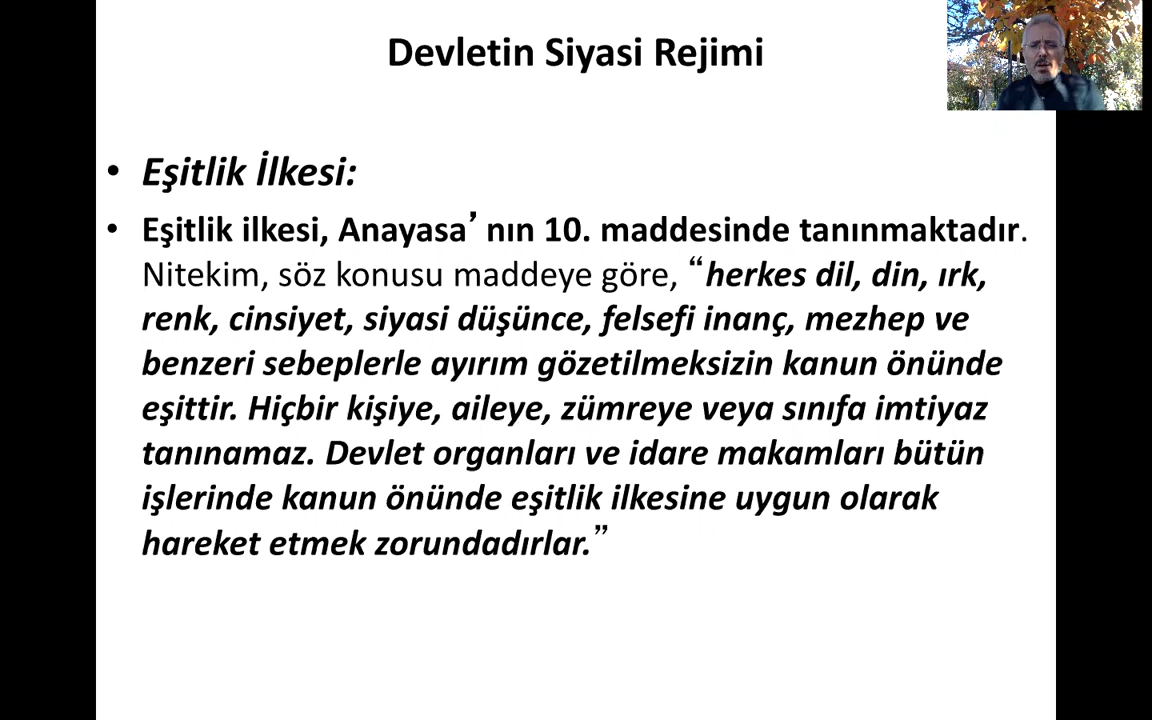 Devletin Siyasi Rejimi
• Eşitlik İlkesi:
• Eşitlik ilkesi, Anayasa’nın 10. maddesinde tanınmaktadır.
Nitekim, söz konusu maddeye göre, “herkes dil, din, ırk,
renk, cinsiyet, siyasi düşünce, felsefi inanç, mezhep ve
benzeri sebeplerle ayırım gözetilmeksizin kanun önünde
eşittir. Hiçbir kişiye, aileye, zümreye veya sınıfa imtiyaz
tanınamaz. Devlet organları ve idare makamları bütün
işlerinde kanun önünde eşitlik ilkesine uygun olarak
hareket etmek zorundadırlar.”